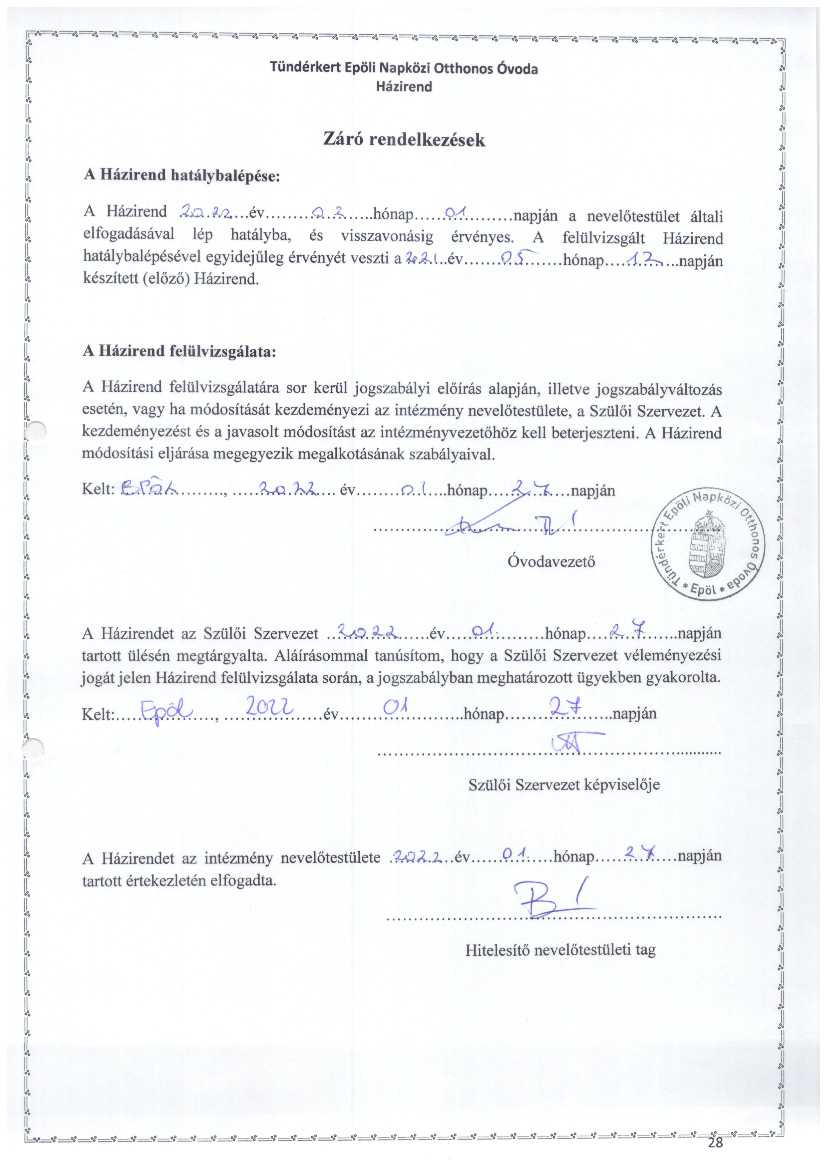 Tündérkert Epöli Napközi Otthonos Óvoda
Házirend
Záró rendelkezések
A Házirend hatálybalépése:
A Házirend 2022...év........02......hónap......01.........napján a nevelőtestület általi
elfogadásával lép hatályba, és visszavonásig érvényes. A felülvizsgált Házirend
hatálybalépésével egyidejűleg érvényét veszti a 2021..év.......05.......hónap....12....napján
készített (előző) Házirend.
A Házirend felülvizsgálata:
A Házirend felülvizsgálatára sor kerül jogszabályi előírás alapján, illetve jogszabályváltozás
esetén, vagy ha módosítását kezdeményezi az intézmény nevelőtestülete, a Szülői Szervezet. A
kezdeményezést és a javasolt módosítást az intézményvezetőhöz kell beterjeszteni. A Házirend
módosítási eljárása megegyezik megalkotásának szabályaival.
Kelt: EPÖL........, .....2022.... év........01....hónap....27....napján
Óvodavezető
Tündérkert Epöli Napközi Otthonos Óvoda * Epöl *
A Házirendet az Szülői Szervezet ..2022......év.....01.........hónap....27......napján
tartott ülésén megtárgyalta. Aláírásommal tanúsítom, hogy a Szülői Szervezet véleményezési
jogát jelen Házirend felülvizsgálata során, a jogszabályban meghatározott ügyekben gyakorolta.
Kelt:.....Epöl....., .....2022......év........01.........hónap........27......napján
Szülői Szervezet képviselője
A Házirendet az intézmény nevelőtestülete .2022..év......01.....hónap.....27....napján
tartott értekezletén elfogadta.
Hitelesítő nevelőtestületi tag
28